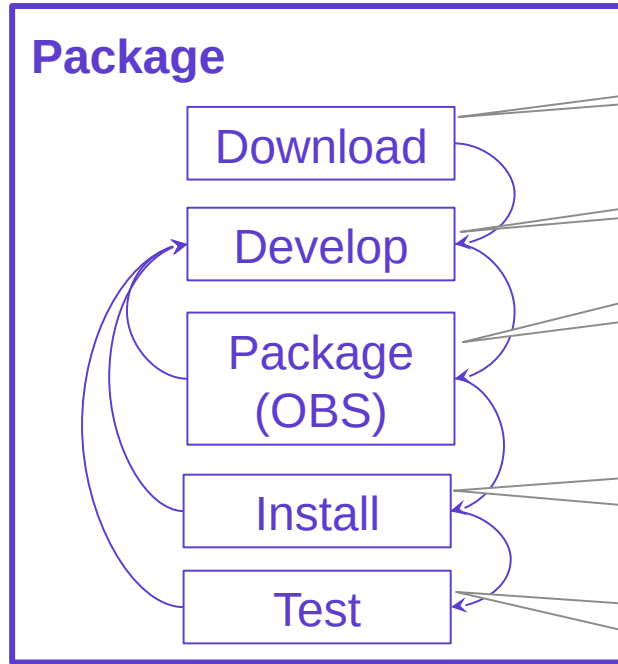 Package
Download
Develop
Package
(OBS)
Install
Test